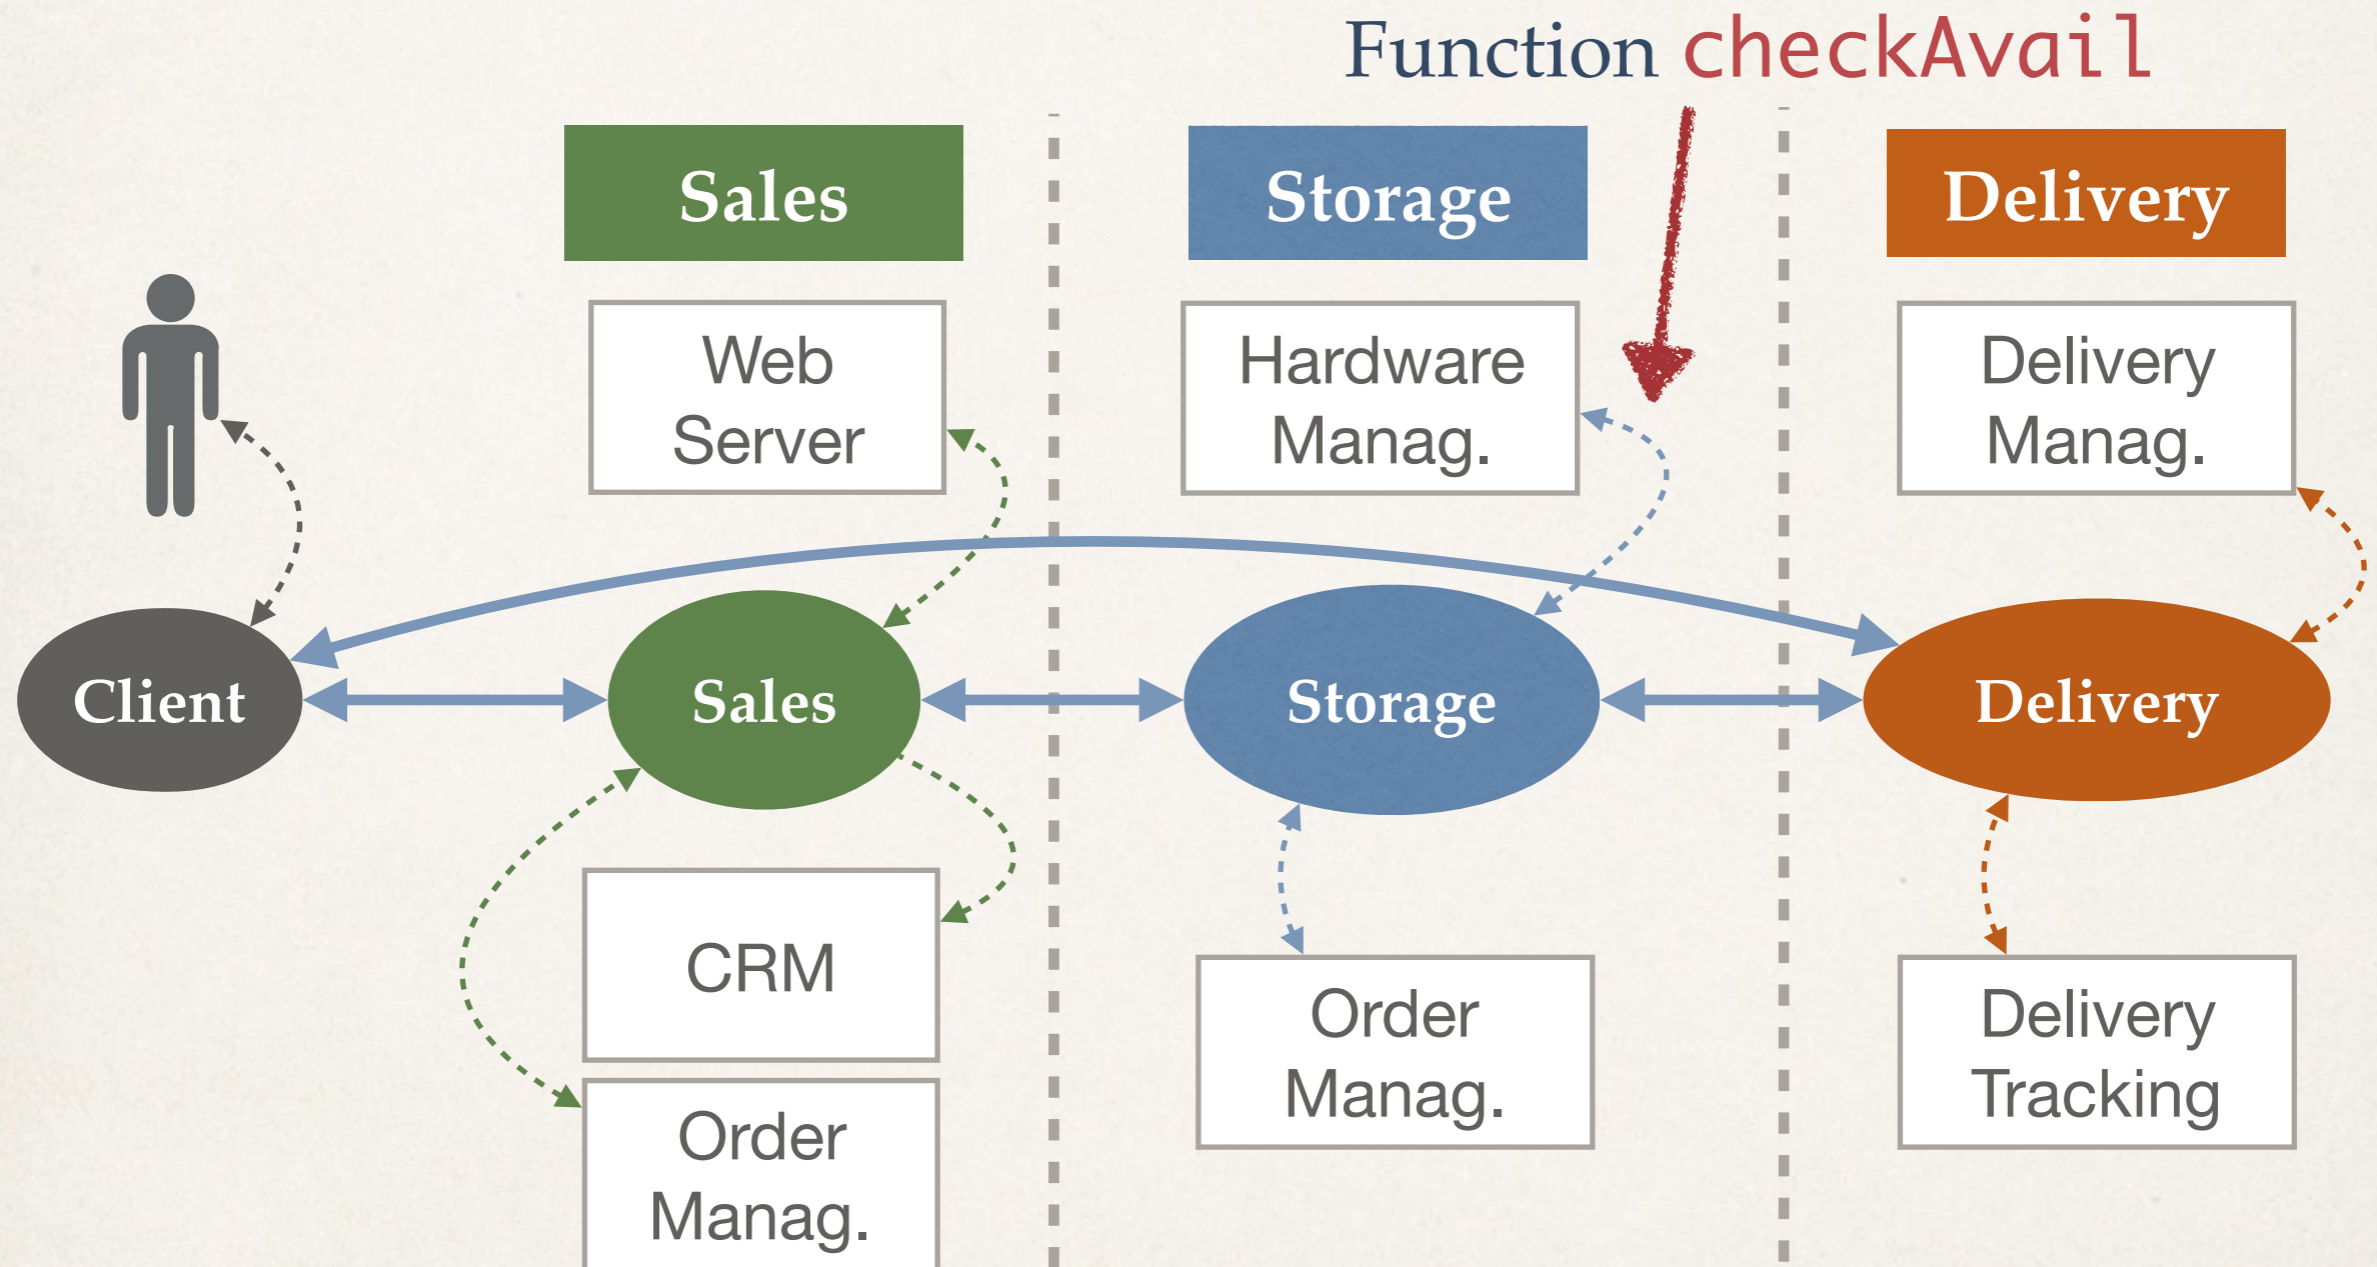 Function checkAvail
Sales
Storage
Delivery
Web
Server
Hardware
Manag.
Delivery
Manag.
Client
Sales
Storage
Delivery
CRM
Order
Manag.
Order
Manag.
Delivery
Tracking